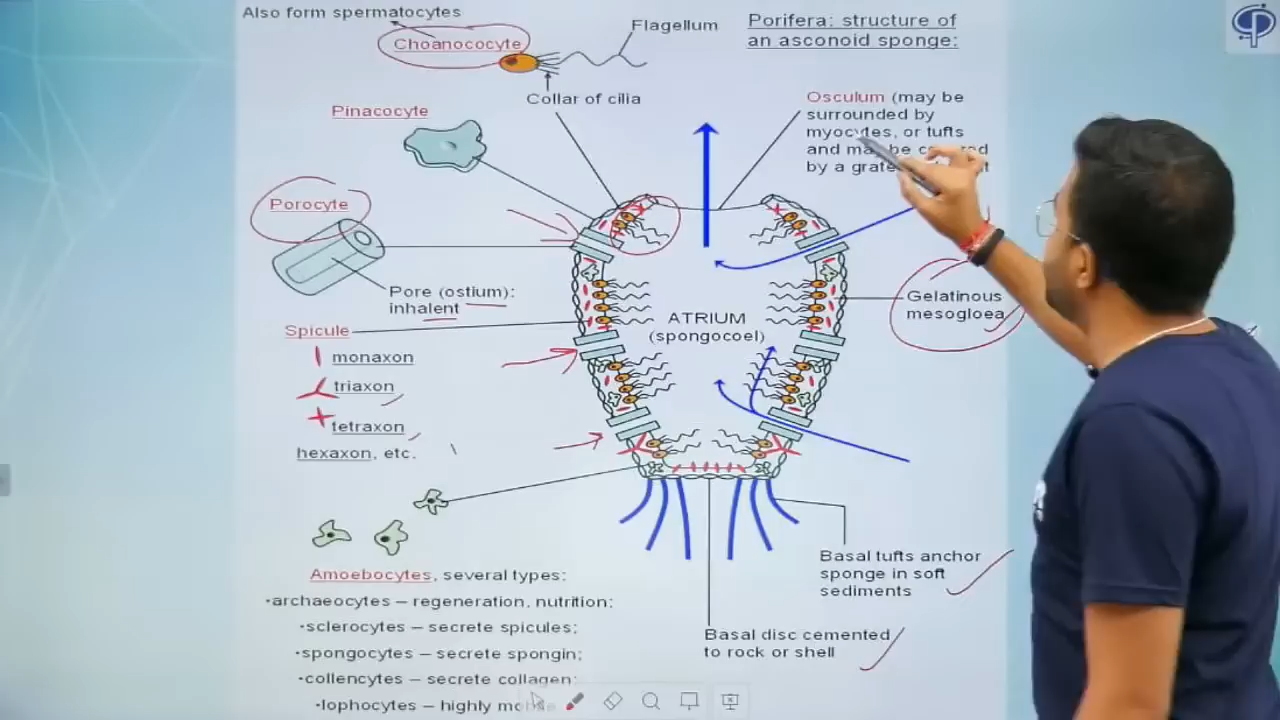 Also form spermatocytes
Choanococyte
Flagellum
Collar of cilia
Porifera: structure of
an asconoid sponge:
Pinacocyte
Osculum (may be
surrounded by
myocytes, or tufts
and may be
by a
Porocyte
Pore (ostium):
inhalent
Gelatinous
mesogloea
ATRIUM
(spongocoel)
Spicule
monaxon
triaxon
tetraxon
hexaxon, etc.
Basal tufts anchor
sponge in soft
sediments
Basal disc cemented
to rock or shell
Amoebocytes, several types:
•archaeocytes – regeneration, nutrition;
•sclerocytes – secrete spicules;
•spongocytes – secrete spongin;
•collencytes – secrete collagen;
•lophocytes – highly